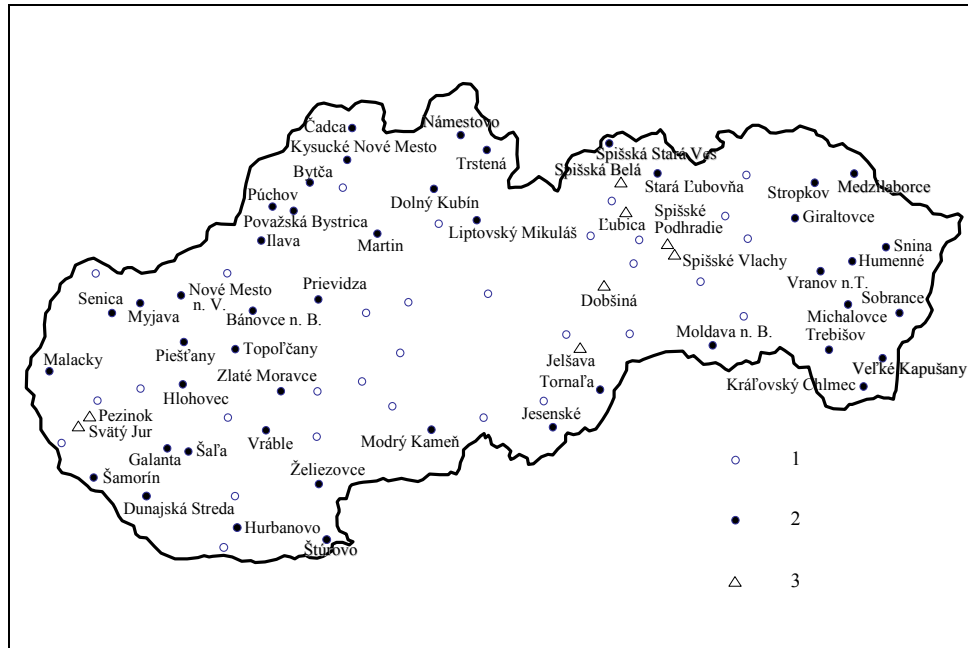 Čadca
Námestovo
Kysucké Nové Mesto
Trstená
Spišská Stará Ves
Bytča
Spišská Belá
Stará Ľubovňa
Medzilaborce
Stropkov
Púchov
Dolný Kubín
Považská Bystrica
Ľubica
Spišské
Podhradie
Giraltovce
Liptovský Mikuláš
Ilava
Martin
Snina
Spišské Vlachy
Humenné
Vranov n.T.
Senica
Nové Mesto
n. V.
Prievidza
Dobšiná
Sobrance
Myjava
Bánovce n. B.
Michalovce
Moldava n. B.
Trebišov
Piešťany
Topoľčany
Jelšava
Malacky
Zlaté Moravce
Tornaľa
Veľké Kapušany
Kráľovský Chlmec
Hlohovec
Pezinok
Svätý Jur
Jesenské
Vráble
Modrý Kameň
Galanta
Šaľa
Šamorín
Želiezovce
Dunajská Streda
Hurbanovo
Štúrovo
1
2
3